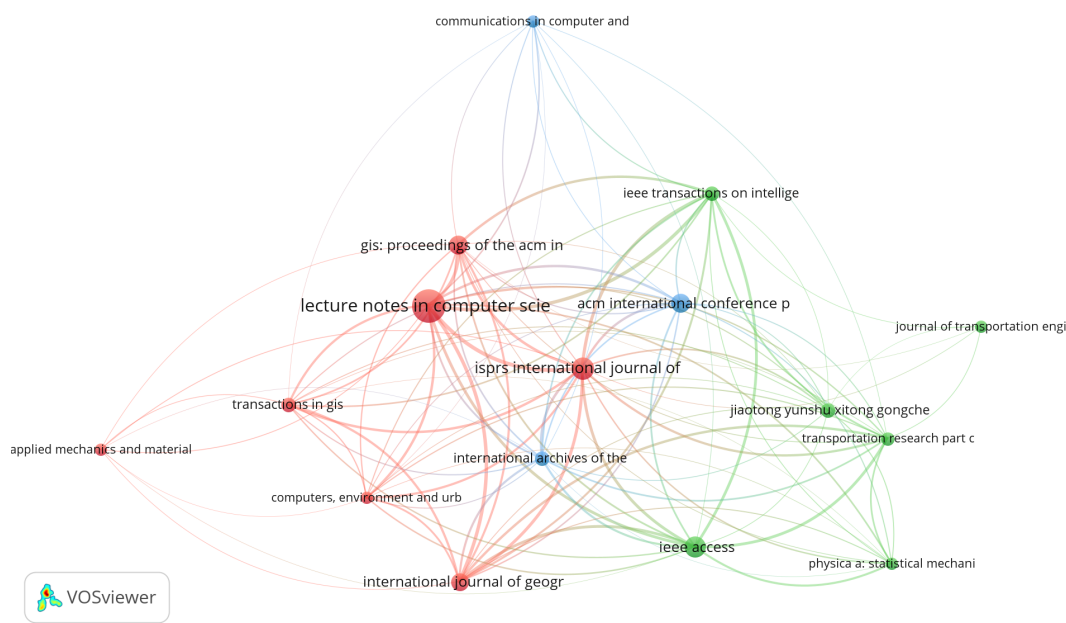 communications in computer and
ieee transactions on intellige
gis: proceedings of the acm in
lecture notes in computer scie
acm international conference p
journal of transportation engi
isprs international journal of
transactions in gis
jiaotong yunshu xitong gongche
transportation research part c
applied mechanics and material
international archives of the
computers, environment and urb
ieee access
physica a: statistical mechani
international journal of geogr
VOSviewer